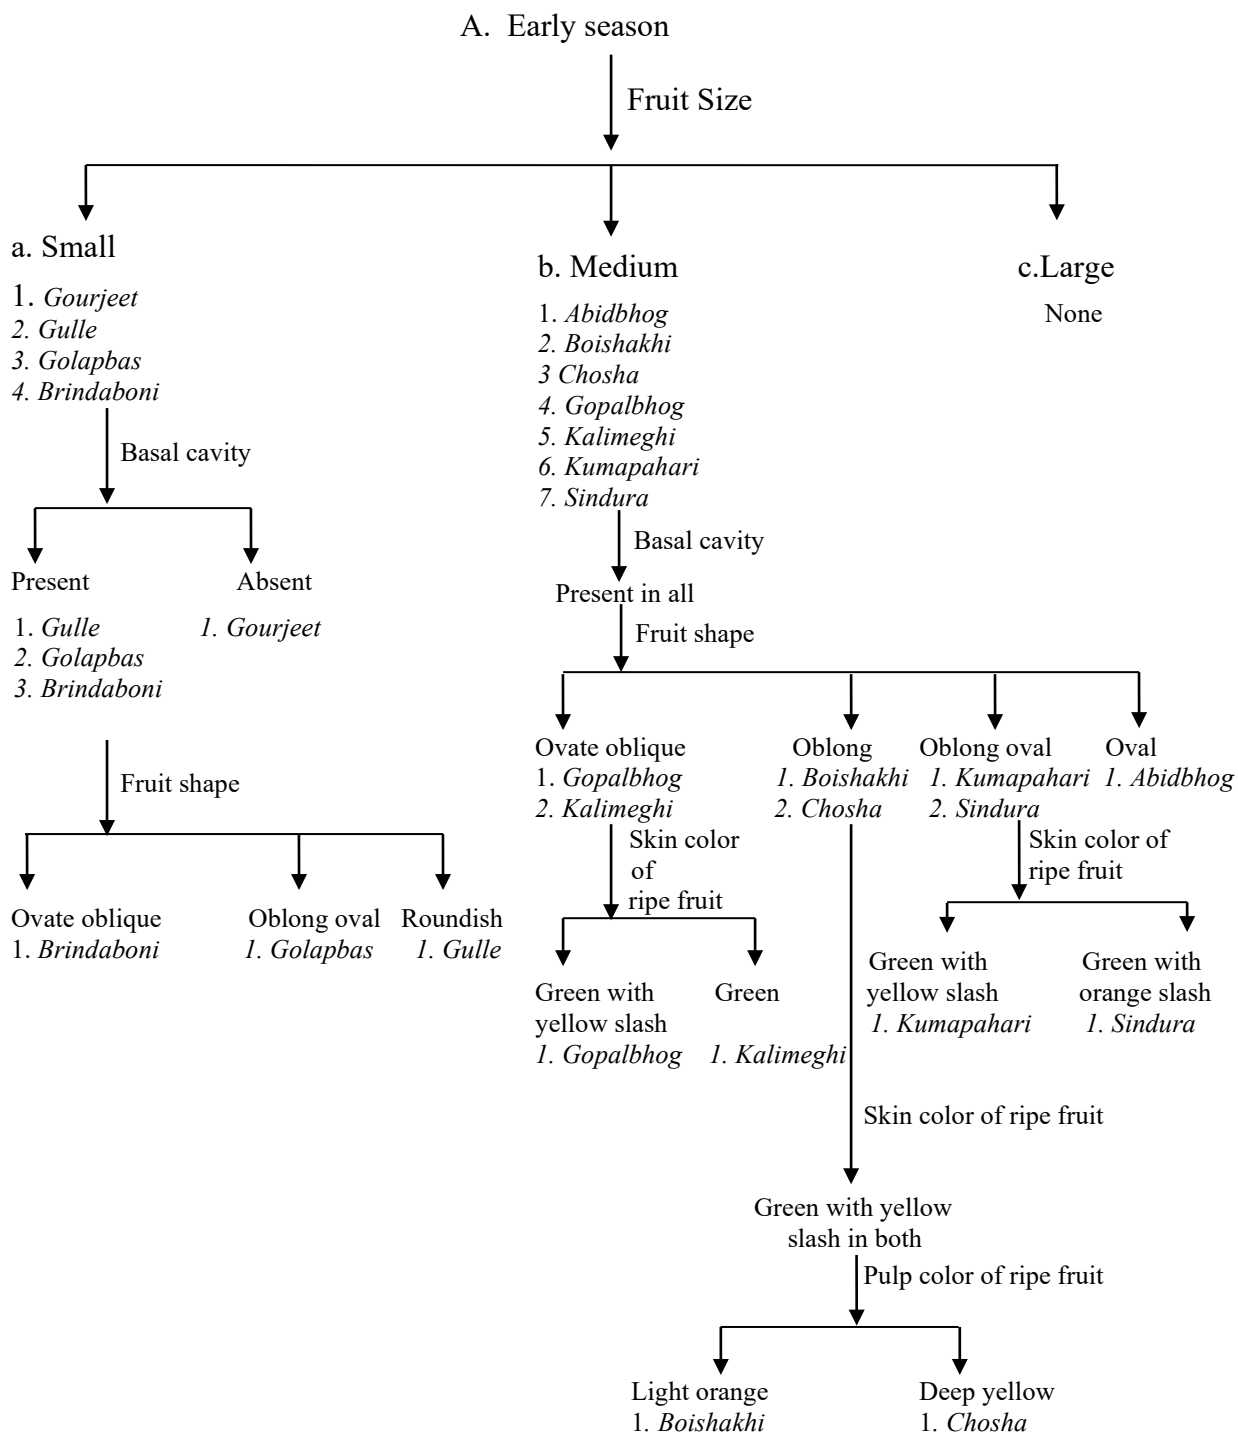 A. Early season
Fruit Size
a. Small
1. Gourjeet
2. Gulle
3. Golapbas
4. Brindaboni
Basal cavity
Present
1. Gulle
2. Golapbas
3. Brindaboni
Absent
1. Gourjeet
Fruit shape
Ovate oblique
1. Brindaboni
Oblong oval
1. Golapbas
Roundish
1. Gulle
b. Medium
1. Abidbhog
2. Boishakhi
3 Chosha
4. Gopalbhog
5. Kalimeghi
6. Kumapahari
7. Sindura
Basal cavity
Present in all
Fruit shape
Ovate oblique
1. Gopalbhog
2. Kalimeghi
Skin color
of
ripe fruit
Green with
yellow slash
1. Gopalbhog
Green
1. Kalimeghi
Oblong
1. Boishakhi
2. Chosha
Skin color of ripe fruit
Green with yellow
slash in both
Pulp color of ripe fruit
Light orange
1. Boishakhi
Deep yellow
1. Chosha
Oblong oval
1. Kumapahari
2. Sindura
Skin color of
ripe fruit
Green with
yellow slash
1. Kumapahari
Green with
orange slash
1. Sindura
Oval
1. Abidbhog
c.Large
None